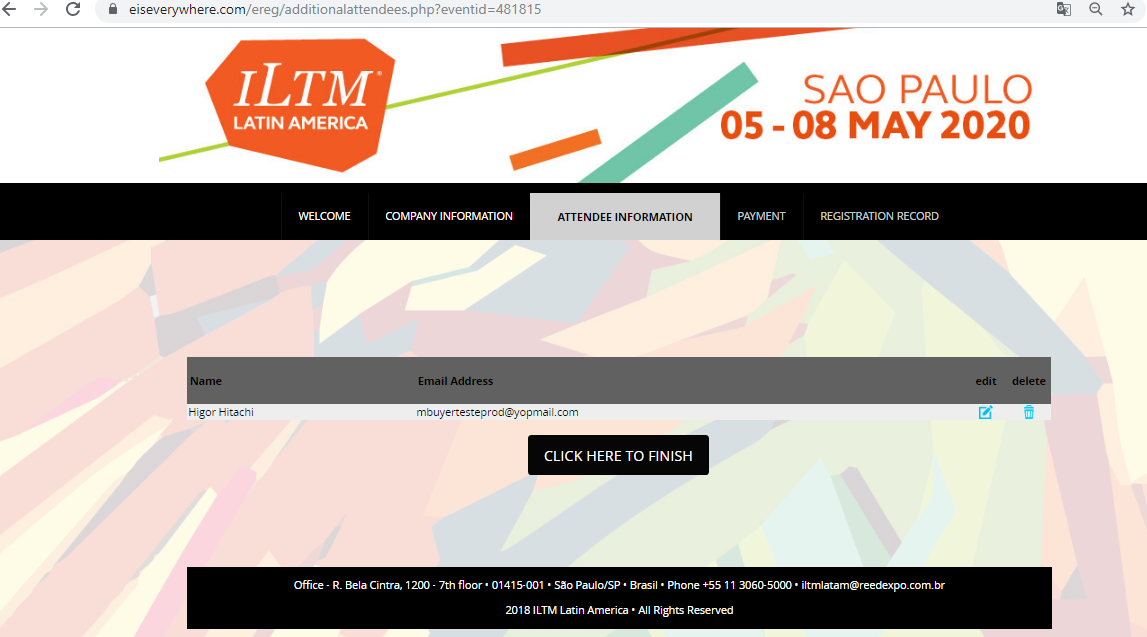 eiseverywhere.com/ereg/additionalattendees.php?eventid=481815
ILTM®
LATIN AMERICA
SAO PAULO
05 - 08 MAY 2020
WELCOME COMPANY INFORMATION ATTENDEE INFORMATION PAYMENT REGISTRATION RECORD
Name Email Address edit delete
Higor Hitachi mbuyertesteprod@yopmail.com
CLICK HERE TO FINISH
Office - R. Bela Cintra, 1200 - 7th floor • 01415-001 • São Paulo/SP • Brasil • Phone +55 11 3060-5000 • iltmlatam@reedexpo.com.br
2018 ILTM Latin America • All Rights Reserved